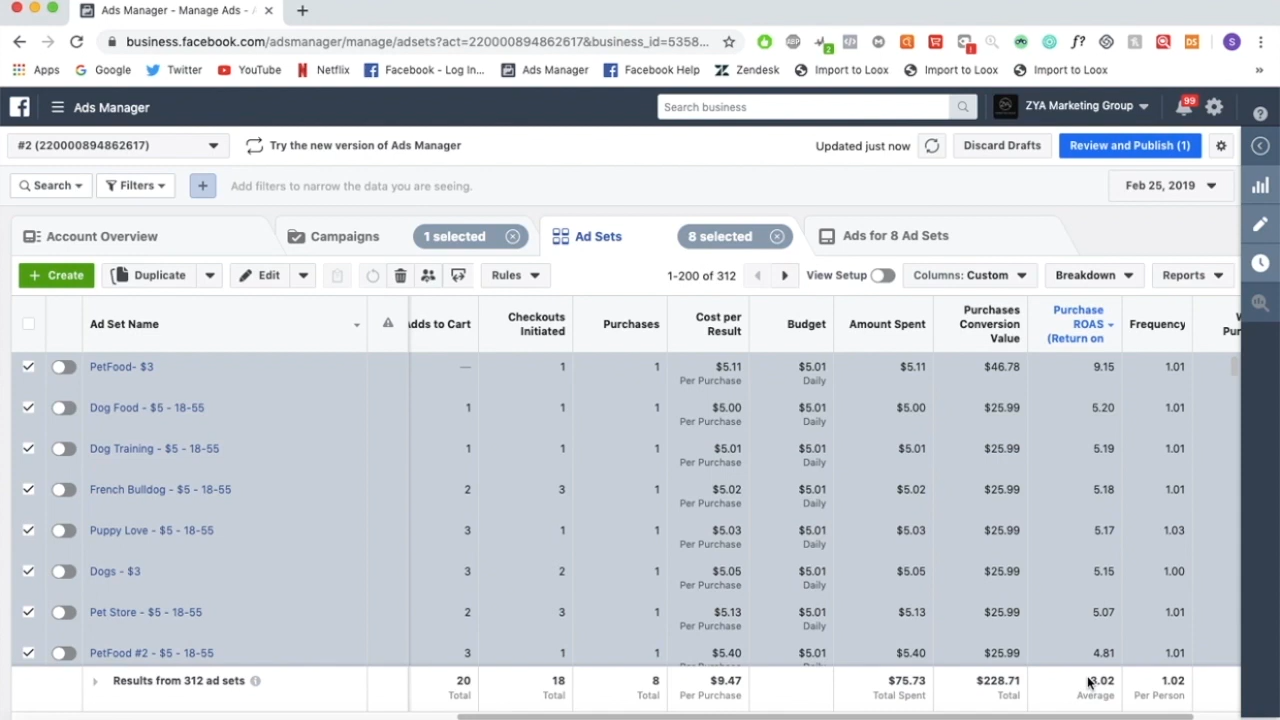 Ads Manager - Manage Ads - A
business.facebook.com/adsmanager/manage/adsets?act=220000894862617&business_id=5358...
ABP 2 1 f? DS S
Apps Google Twitter YouTube Netflix Facebook - Log In... Ads Manager Facebook Help Zendesk Import to Loox Import to Loox Import to Loox »
Ads Manager Search business ZYA Marketing Group 99
#2 (220000894862617) Try the new version of Ads Manager Updated just now Discard Drafts Review and Publish (1)
Search Filters + Add filters to narrow the data you are seeing. Feb 25, 2019
Account Overview Campaigns 1 selected Ad Sets 8 selected Ads for 8 Ad Sets
+ Create Duplicate Edit Rules 1-200 of 312 View Setup Columns: Custom Breakdown Reports
Ad Set Name Adds to Cart Checkouts Initiated Purchases Cost per Result Budget Amount Spent Purchases Conversion Value Purchase ROAS (Return on Frequency
PetFood- $3 — 1 1 $5.11 $5.01 $5.11 $46.78 9.15 1.01
Per Purchase Daily
Dog Food - $5 - 18-55 1 1 1 $5.00 $5.01 $5.00 $25.99 5.20 1.01
Per Purchase Daily
Dog Training - $5 - 18-55 1 1 1 $5.01 $5.01 $5.01 $25.99 5.19 1.01
Per Purchase Daily
French Bulldog - $5 - 18-55 2 3 1 $5.02 $5.01 $5.02 $25.99 5.18 1.01
Per Purchase Daily
Puppy Love - $5 - 18-55 3 1 1 $5.03 $5.01 $5.03 $25.99 5.17 1.03
Per Purchase Daily
Dogs - $3 3 2 1 $5.05 $5.01 $5.05 $25.99 5.15 1.00
Per Purchase Daily
Pet Store - $5 - 18-55 2 3 1 $5.13 $5.01 $5.13 $25.99 5.07 1.01
Per Purchase Daily
PetFood #2 - $5 - 18-55 3 1 1 $5.40 $5.01 $5.40 $25.99 4.81 1.01
Results from 312 ad sets 20 18 8 $9.47 $75.73 $228.71 3.02 1.02
Total Total Total Per Purchase Total Spent Total Average Per Person